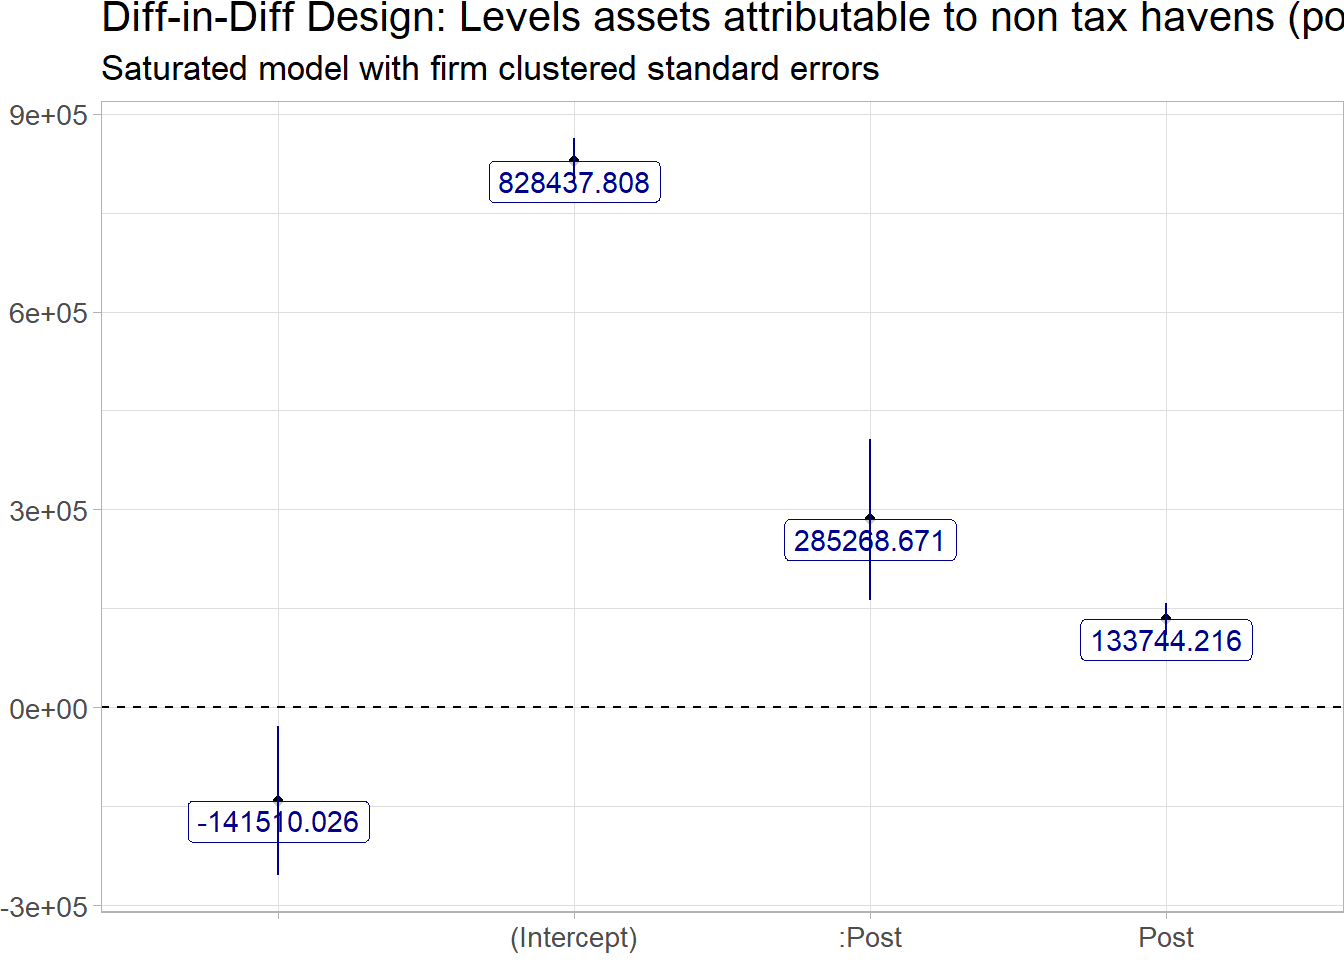 Diff-in-Diff Design: Levels assets attributable to non tax havens (po
Saturated model with firm clustered standard errors
9e+05
828437.808
6e+05
3e+05
285268.671
133744.216
0e+00
-141510.026
-3e+05
(Intercept) :Post Post